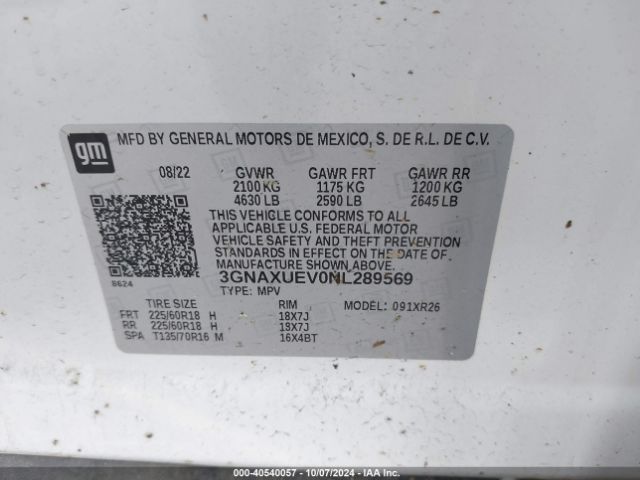 gm MFD BY GENERAL MOTORS DE MEXICO, S. DE R.L. DE C.V.
08/22 GVWR GAWR FRT GAWR RR
2100 KG 1175 KG 1200 KG
4630 LB 2590 LB 2645 LB
THIS VEHICLE CONFORMS TO ALL
APPLICABLE U.S. FEDERAL MOTOR
VEHICLE SAFETY AND THEFT PREVENTION
STANDARDS IN EFFECT ON THE DATE OF
MANUFACTURE SHOWN ABOVE.
8624 3GNAXUEV0NL289569
TYPE: MPV
TIRE SIZE RIM MODEL: 091XR26
FRT 225/60R18 H 18X7J
RR 225/60R18 H 18X7J
SPA T135/70R16 M 16X4BT
000-40540057 - 10/07/2024 - IAA Inc.